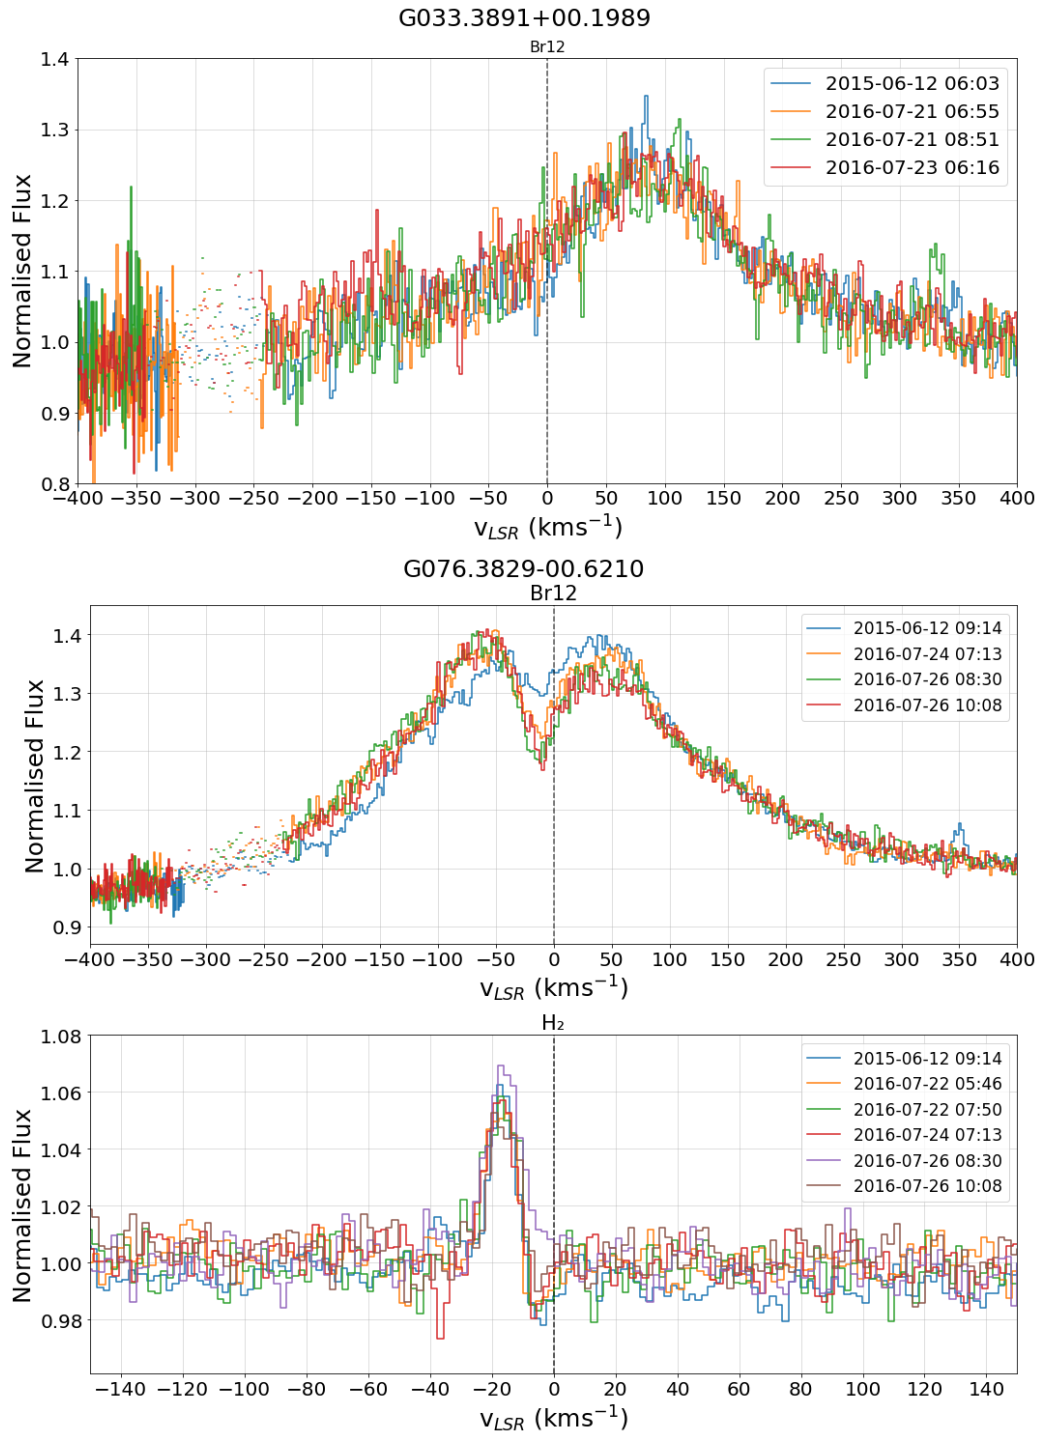 G033.3891+00.1989
Br12
1.4
1.3
1.2
1.1
1.0
0.9
0.8
Normalised Flux
2015-06-12 06:03
2016-07-21 06:55
2016-07-21 08:51
2016-07-23 06:16
−400 −350 −300 −250 −200 −150 −100 −50 0 50 100 150 200 250 300 350 400
v_LSR (kms⁻¹)
G076.3829-00.6210
Br12
1.4
1.3
1.2
1.1
1.0
0.9
Normalised Flux
2015-06-12 09:14
2016-07-24 07:13
2016-07-26 08:30
2016-07-26 10:08
−400 −350 −300 −250 −200 −150 −100 −50 0 50 100 150 200 250 300 350 400
v_LSR (kms⁻¹)
H₂
1.08
1.06
1.04
1.02
1.00
0.98
Normalised Flux
2015-06-12 09:14
2016-07-22 05:46
2016-07-22 07:50
2016-07-24 07:13
2016-07-26 08:30
2016-07-26 10:08
−140 −120 −100 −80 −60 −40 −20 0 20 40 60 80 100 120 140
v_LSR (kms⁻¹)